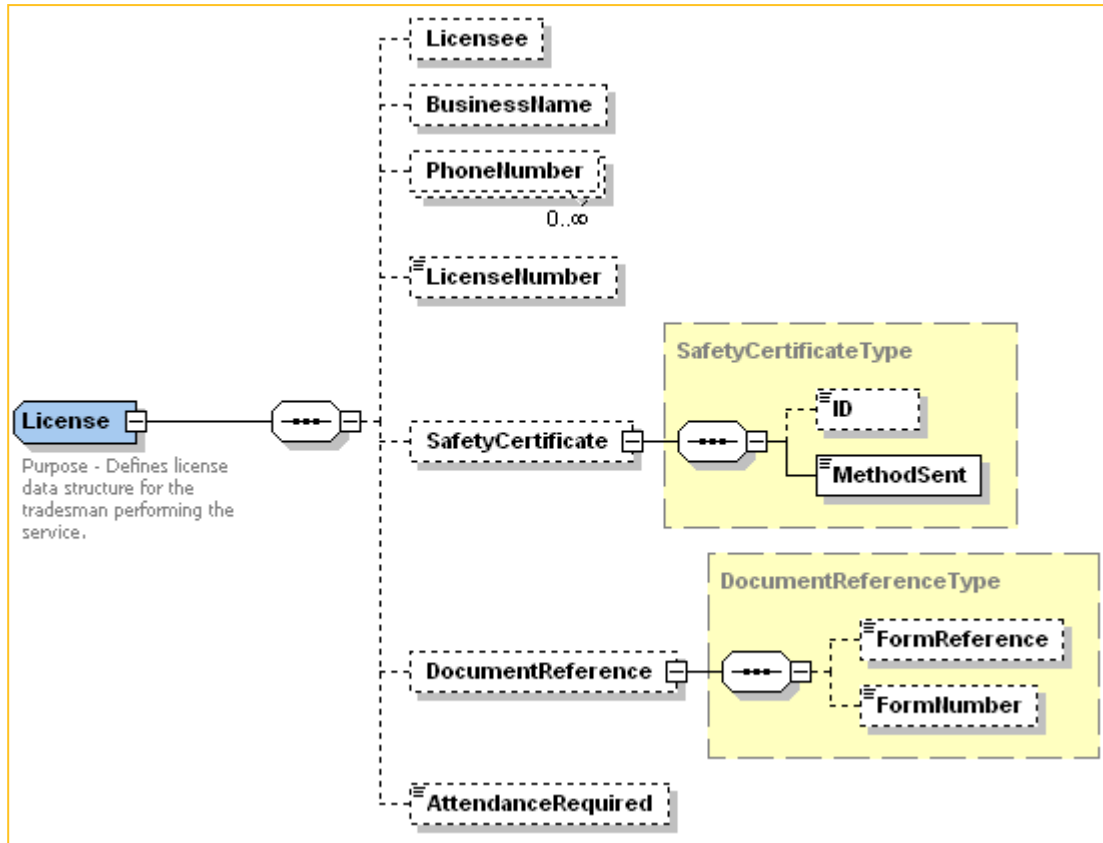 Licensee
BusinessName
PhoneNumber
0..∞
LicenseNumber
SafetyCertificateType
ID
License
SafetyCertificate
MethodSent
Purpose - Defines license
data structure for the
tradesman performing the
service.
DocumentReferenceType
FormReference
DocumentReference
FormNumber
AttendanceRequired